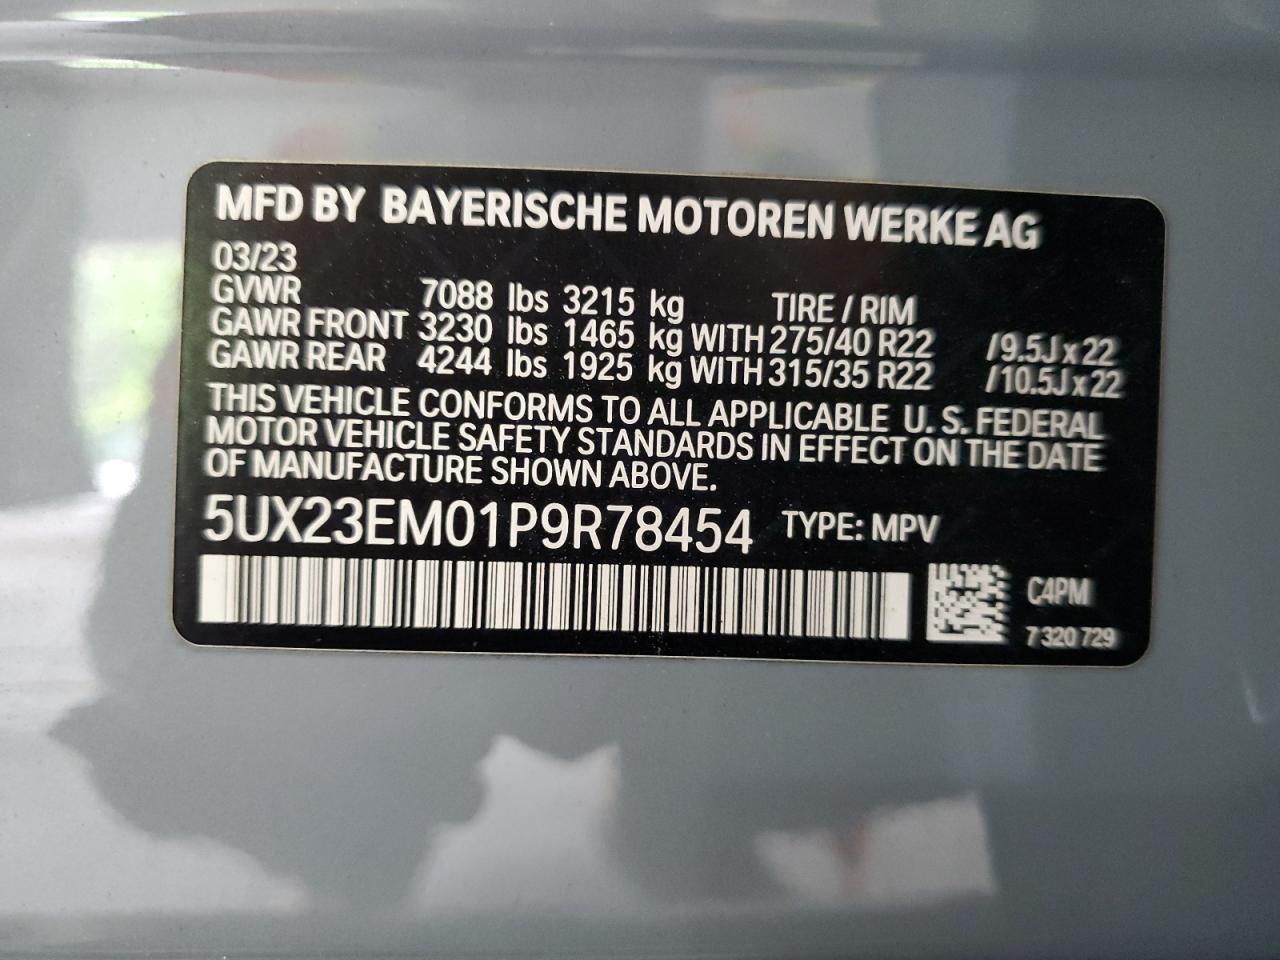 MFD BY BAYERISCHE MOTOREN WERKE AG
03/23
GVWR 7088 lbs 3215 kg TIRE / RIM
GAWR FRONT 3230 lbs 1465 kg WITH 275/40 R22 /9.5J x 22
GAWR REAR 4244 lbs 1925 kg WITH 315/35 R22 /10.5J x 22
THIS VEHICLE CONFORMS TO ALL APPLICABLE U. S. FEDERAL
MOTOR VEHICLE SAFETY STANDARDS IN EFFECT ON THE DATE
OF MANUFACTURE SHOWN ABOVE.
5UX23EM01P9R78454 TYPE: MPV
C4PM
7 320 729